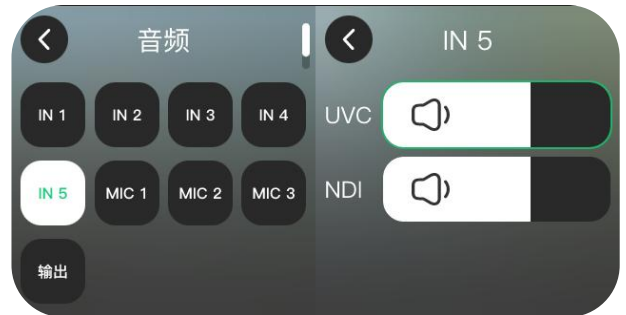 音频
IN 1 IN 2 IN 3 IN 4
IN 5 MIC 1 MIC 2 MIC 3
输出
IN 5
UVC
NDI